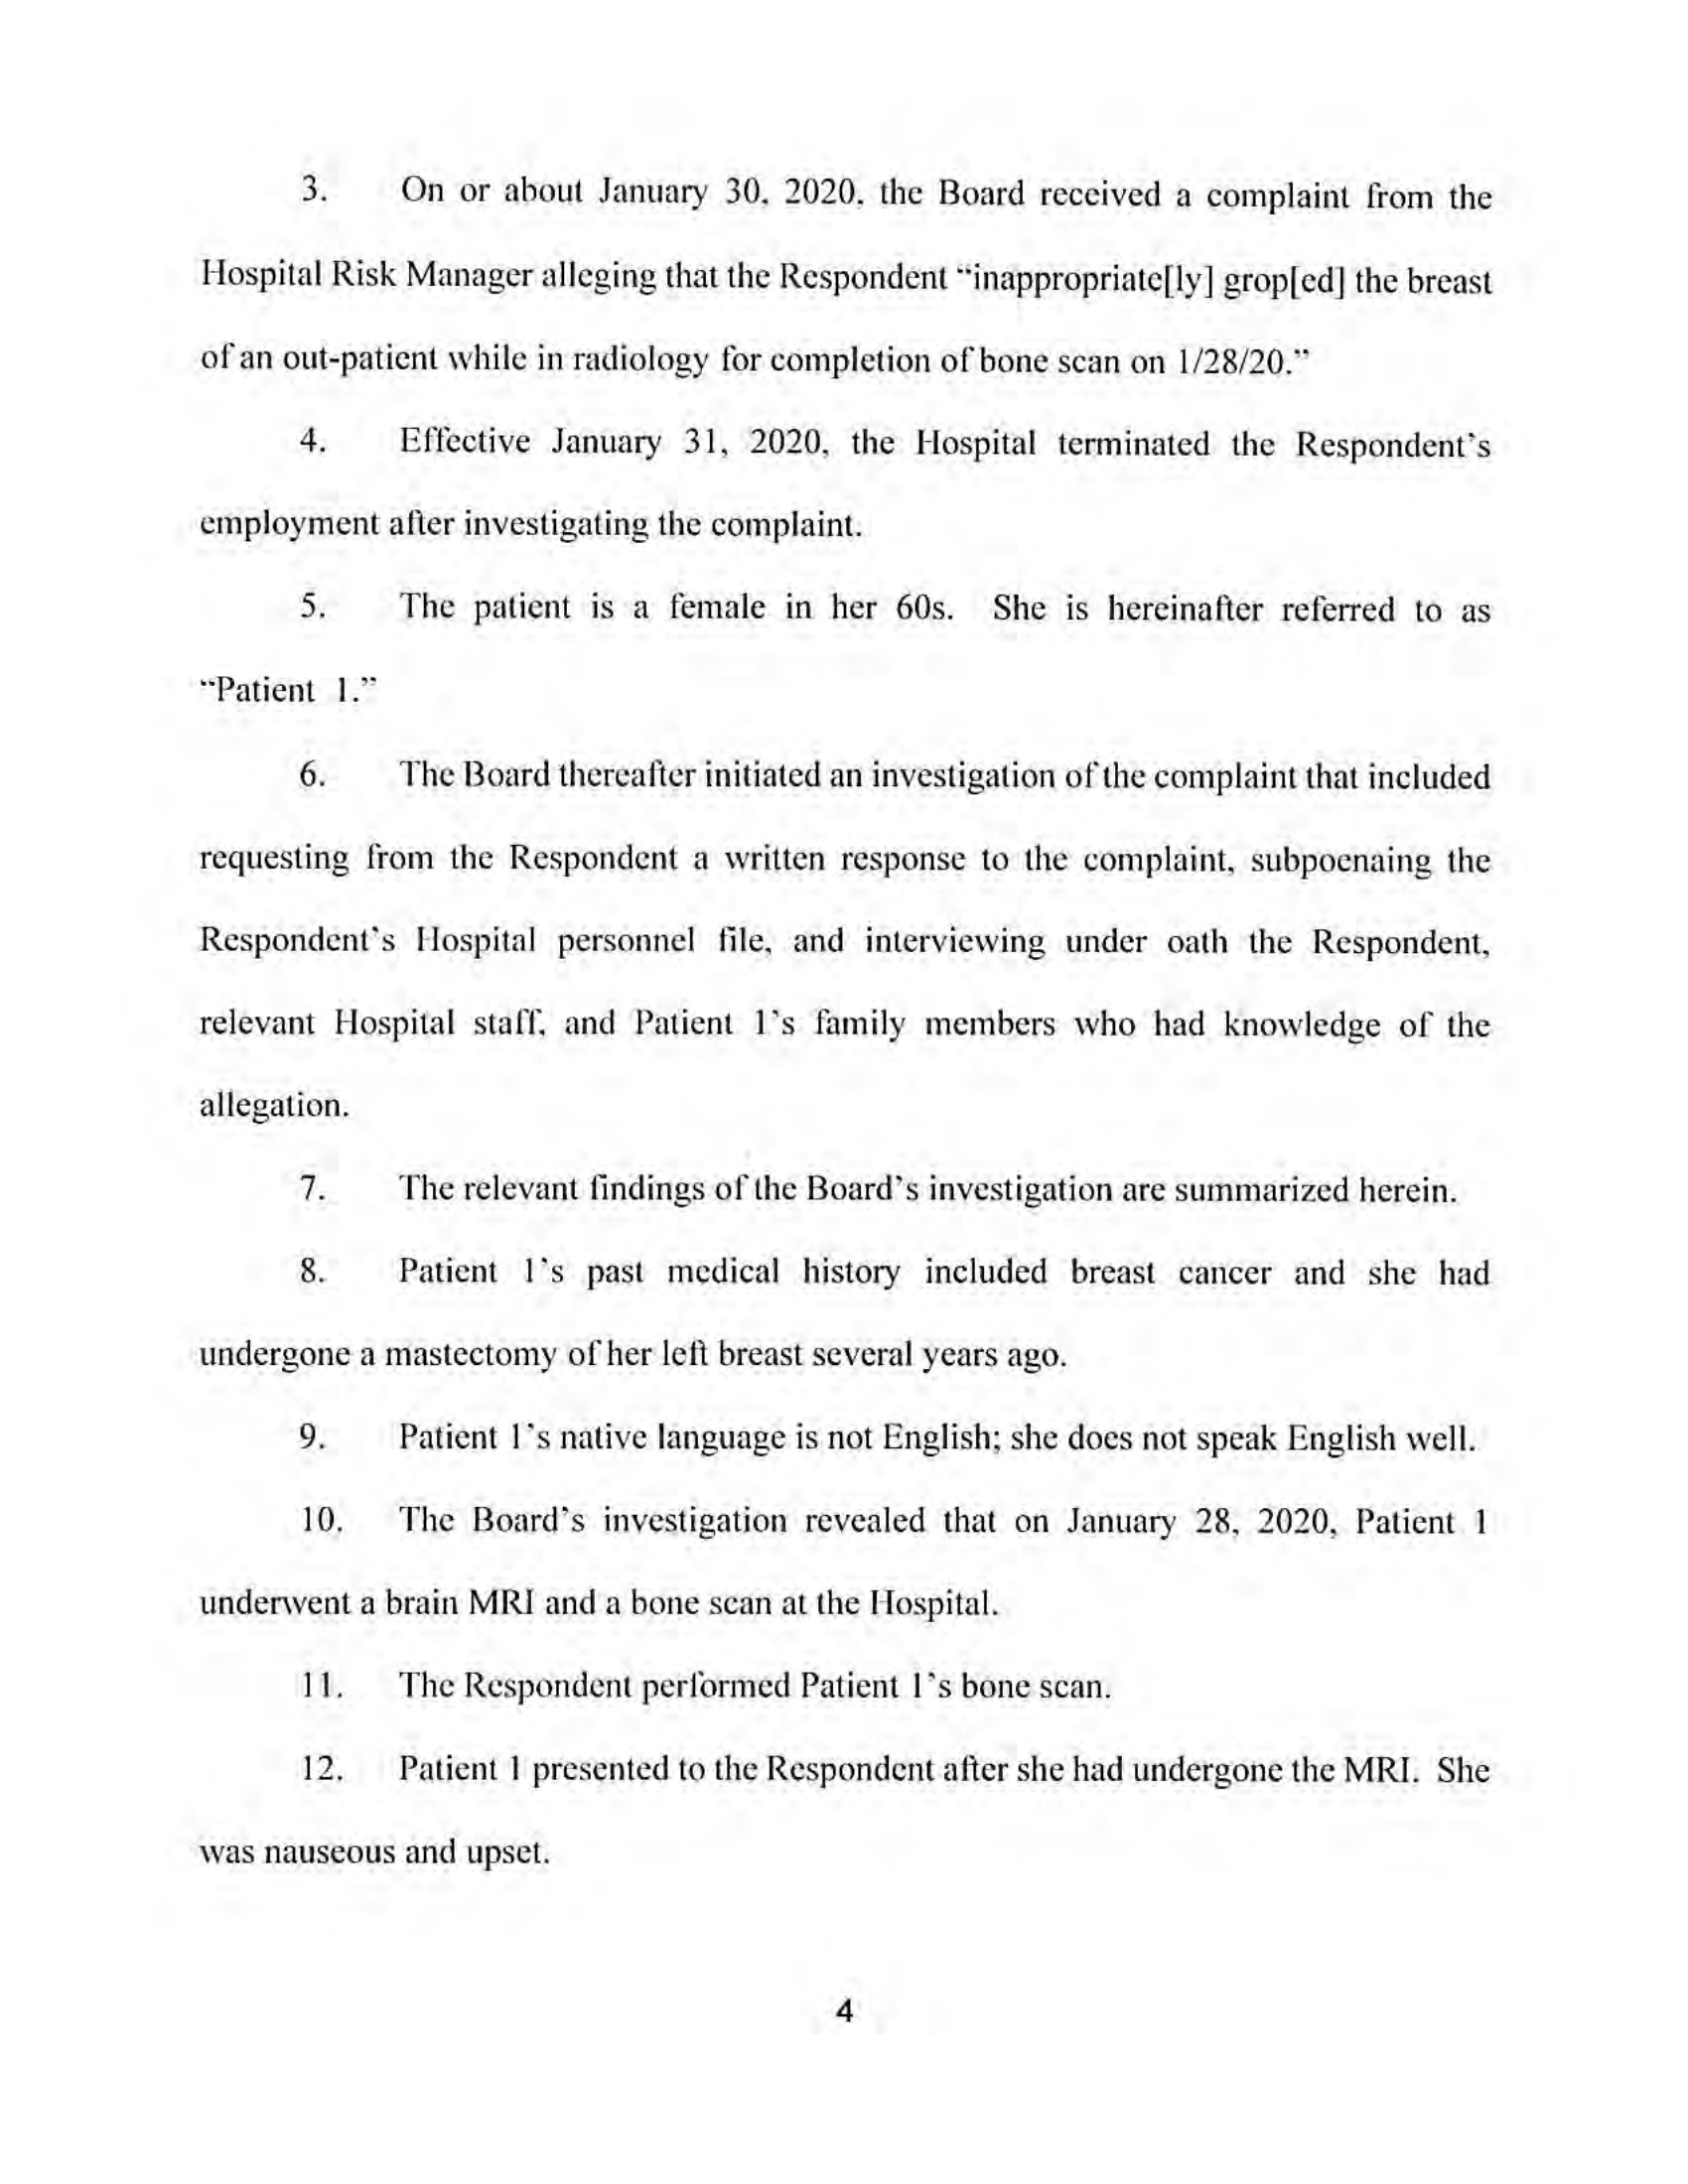 3. On or about January 30, 2020, the Board received a complaint from the
Hospital Risk Manager alleging that the Respondent “inappropriate[ly] grop[ed] the breast
of an out-patient while in radiology for completion of bone scan on 1/28/20.”
4. Effective January 31, 2020, the Hospital terminated the Respondent's
employment after investigating the complaint.
5. The patient is a female in her 60s. She is hereinafter referred to as
“Patient 1.”
6. The Board thereafter initiated an investigation of the complaint that included
requesting from the Respondent a written response to the complaint, subpoenaing the
Respondent's Hospital personnel file, and interviewing under oath the Respondent,
relevant Hospital staff, and Patient 1's family members who had knowledge of the
allegation.
7. The relevant findings of the Board's investigation are summarized herein.
8. Patient 1's past medical history included breast cancer and she had
undergone a mastectomy of her left breast several years ago.
9. Patient 1's native language is not English; she does not speak English well.
10. The Board's investigation revealed that on January 28, 2020, Patient 1
underwent a brain MRI and a bone scan at the Hospital.
11. The Respondent performed Patient 1's bone scan.
12. Patient 1 presented to the Respondent after she had undergone the MRI. She
was nauseous and upset.
4